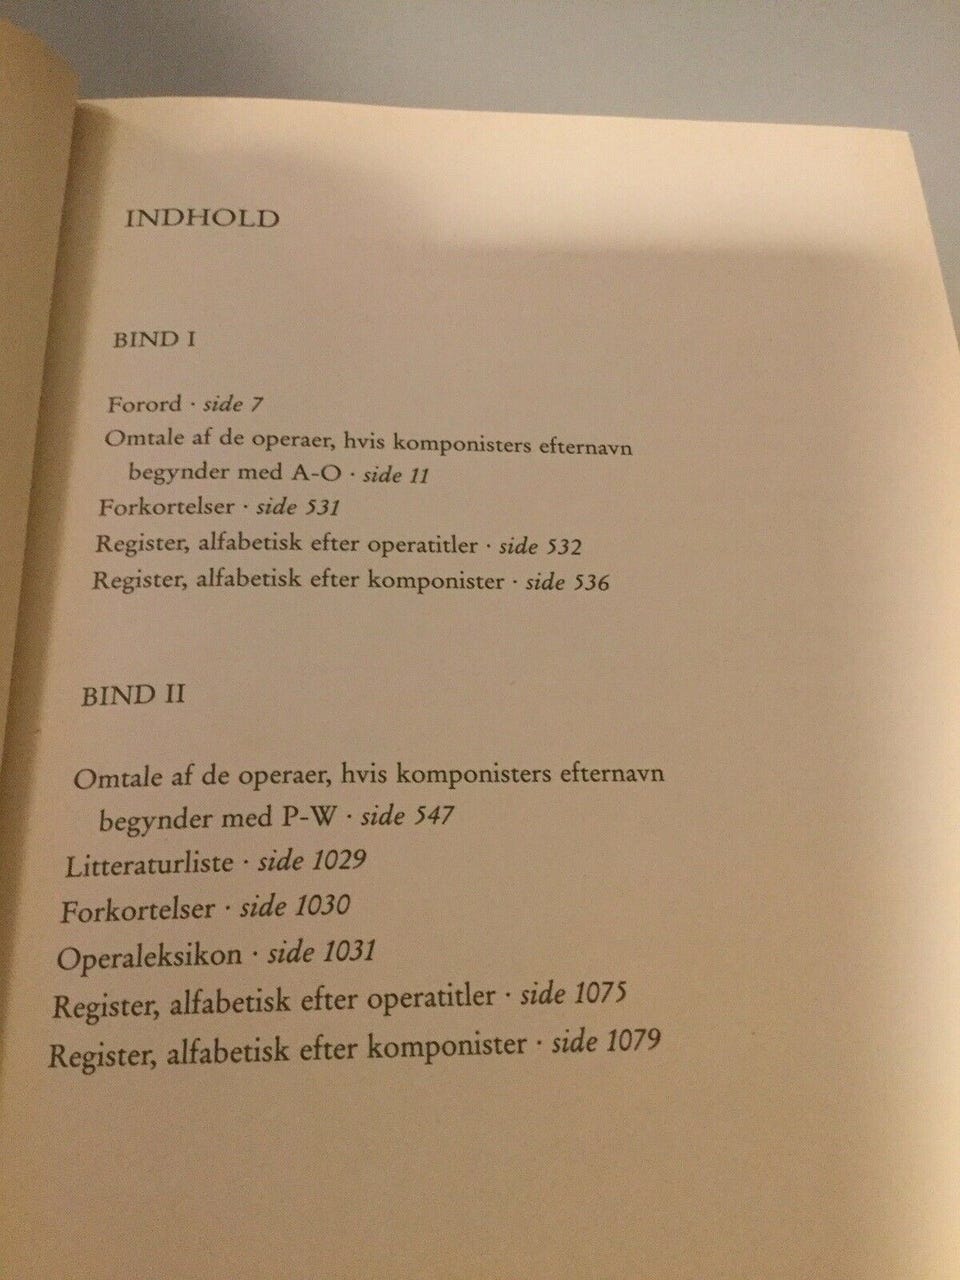 INDHOLD
BIND I
Forord · side 7
Omtale af de operaer, hvis komponisters efternavn
begynder med A-O · side 11
Forkortelser · side 531
Register, alfabetisk efter operatitler · side 532
Register, alfabetisk efter komponister · side 536
BIND II
Omtale af de operaer, hvis komponisters efternavn
begynder med P-W · side 547
Litteraturliste · side 1029
Forkortelser · side 1030
Operaleksikon · side 1031
Register, alfabetisk efter operatitler · side 1075
Register, alfabetisk efter komponister · side 1079